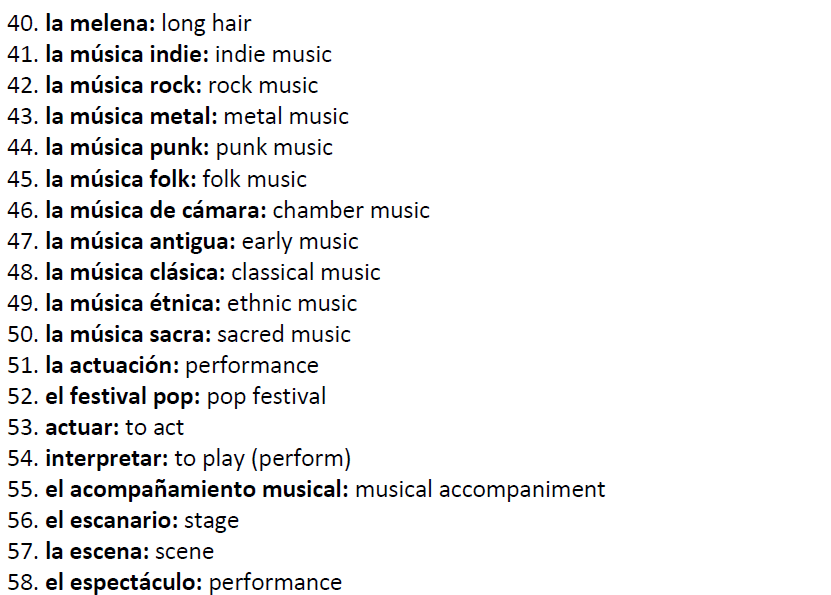 40. la melena: long hair
41. la música indie: indie music
42. la música rock: rock music
43. la música metal: metal music
44. la música punk: punk music
45. la música folk: folk music
46. la música de cámara: chamber music
47. la música antigua: early music
48. la música clásica: classical music
49. la música étnica: ethnic music
50. la música sacra: sacred music
51. la actuación: performance
52. el festival pop: pop festival
53. actuar: to act
54. interpretar: to play (perform)
55. el acompañamiento musical: musical accompaniment
56. el escanario: stage
57. la escena: scene
58. el espectáculo: performance